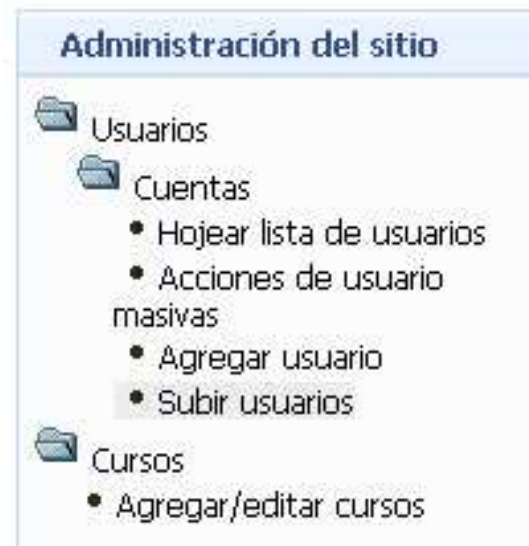 Administración del sitio
Usuarios
Cuentas
• Hojear lista de usuarios
• Acciones de usuario
masivas
• Agregar usuario
• Subir usuarios
Cursos
• Agregar/editar cursos